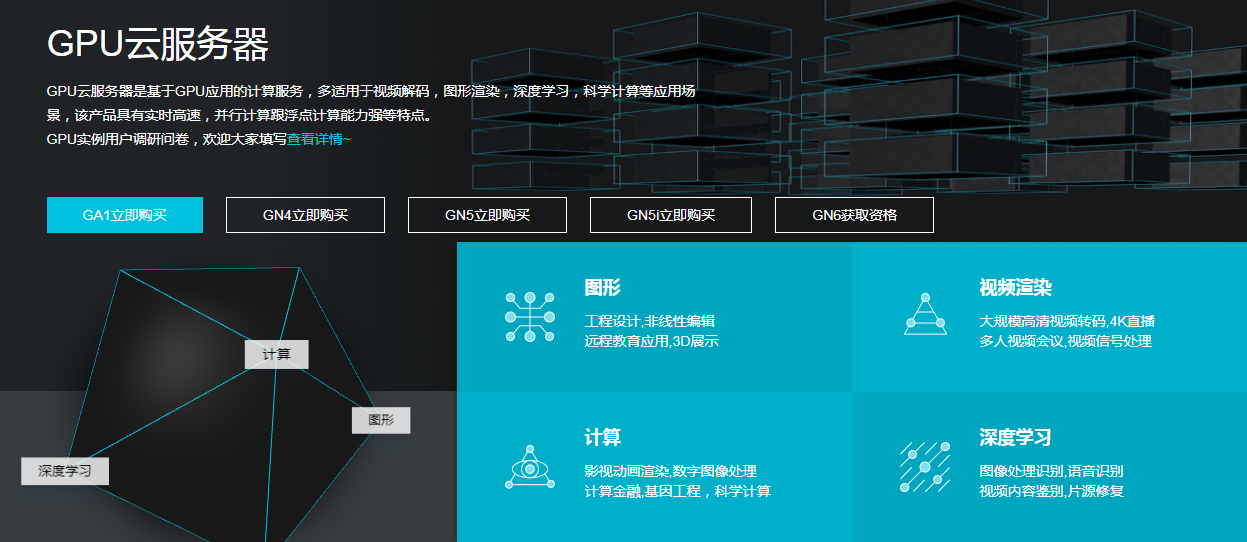 GPU云服务器
GPU云服务器是基于GPU应用的计算服务，多适用于视频解码，图形渲染，深度学习，科学计算等应用场
景，该产品具有实时高速，并行计算跟浮点计算能力强等特点。
GPU实例用户调研问卷，欢迎大家填写查看详情~
GA1立即购买
GN4立即购买
GN5立即购买
GN5i立即购买
GN6获取资格
计算
图形
深度学习
图形
工程设计,非线性编辑
远程教育应用,3D展示
视频渲染
大规模高清视频转码,4K直播
多人视频会议,视频信号处理
计算
影视动画渲染,数字图像处理
计算金融,基因工程，科学计算
深度学习
图像处理识别,语音识别
视频内容鉴别,片源修复